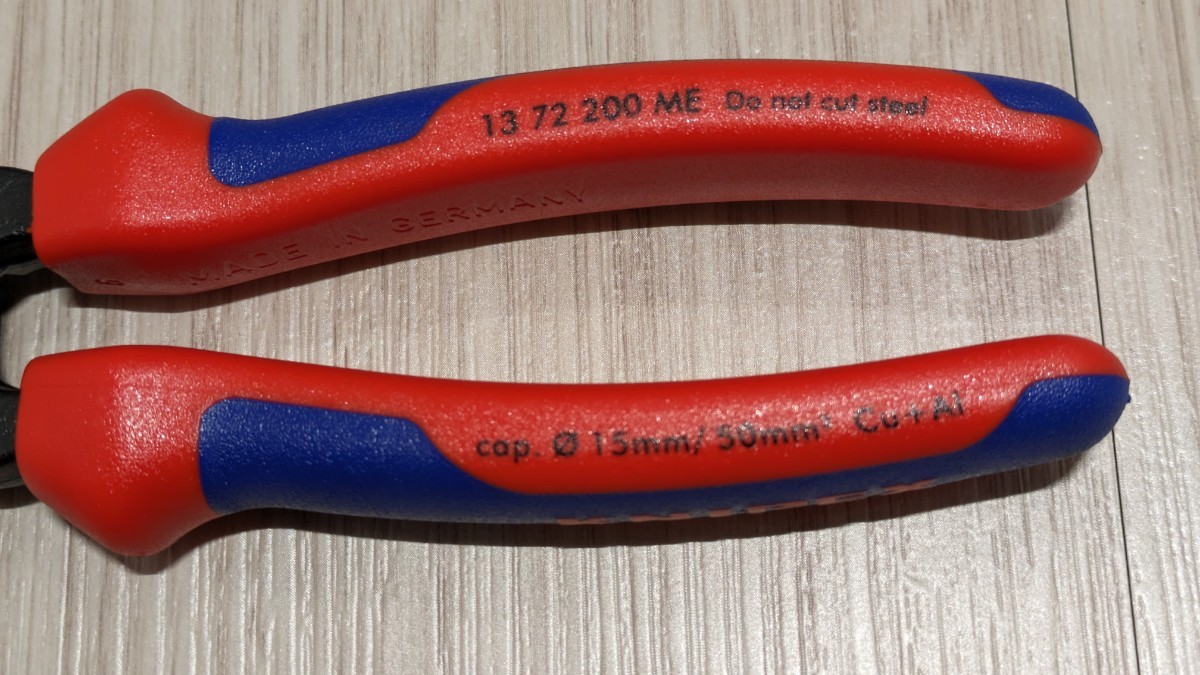 13 72 200 ME Do not cut steel
MADE IN GERMANY
cap. Ø 15mm/ 50mm² Cu + Al